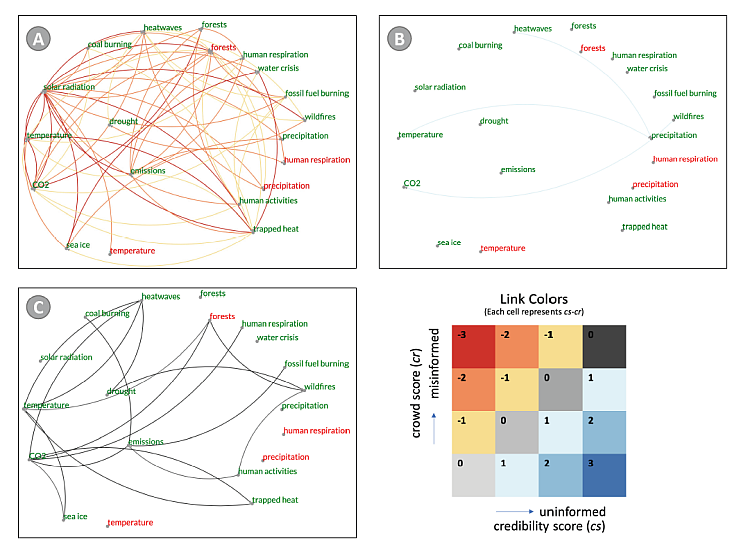 A
heatwaves
forests
coal burning
forests
human respiration
water crisis
solar radiation
fossil fuel burning
wildfires
drought
temperature
precipitation
human respiration
emissions
CO2
precipitation
human activities
trapped heat
sea ice
temperature
B
heatwaves
forests
coal burning
forests
human respiration
water crisis
solar radiation
fossil fuel burning
wildfires
drought
temperature
precipitation
human respiration
emissions
CO2
precipitation
human activities
trapped heat
sea ice
temperature
C
heatwaves
forests
coal burning
forests
human respiration
water crisis
solar radiation
fossil fuel burning
wildfires
drought
temperature
precipitation
human respiration
emissions
CO2
precipitation
human activities
trapped heat
sea ice
temperature
Link Colors
(Each cell represents cs-cr)
crowd score (cr)
misinformed
-3 -2 -1 0
-2 -1 0 1
-1 0 1 2
0 1 2 3
uninformed
credibility score (cs)